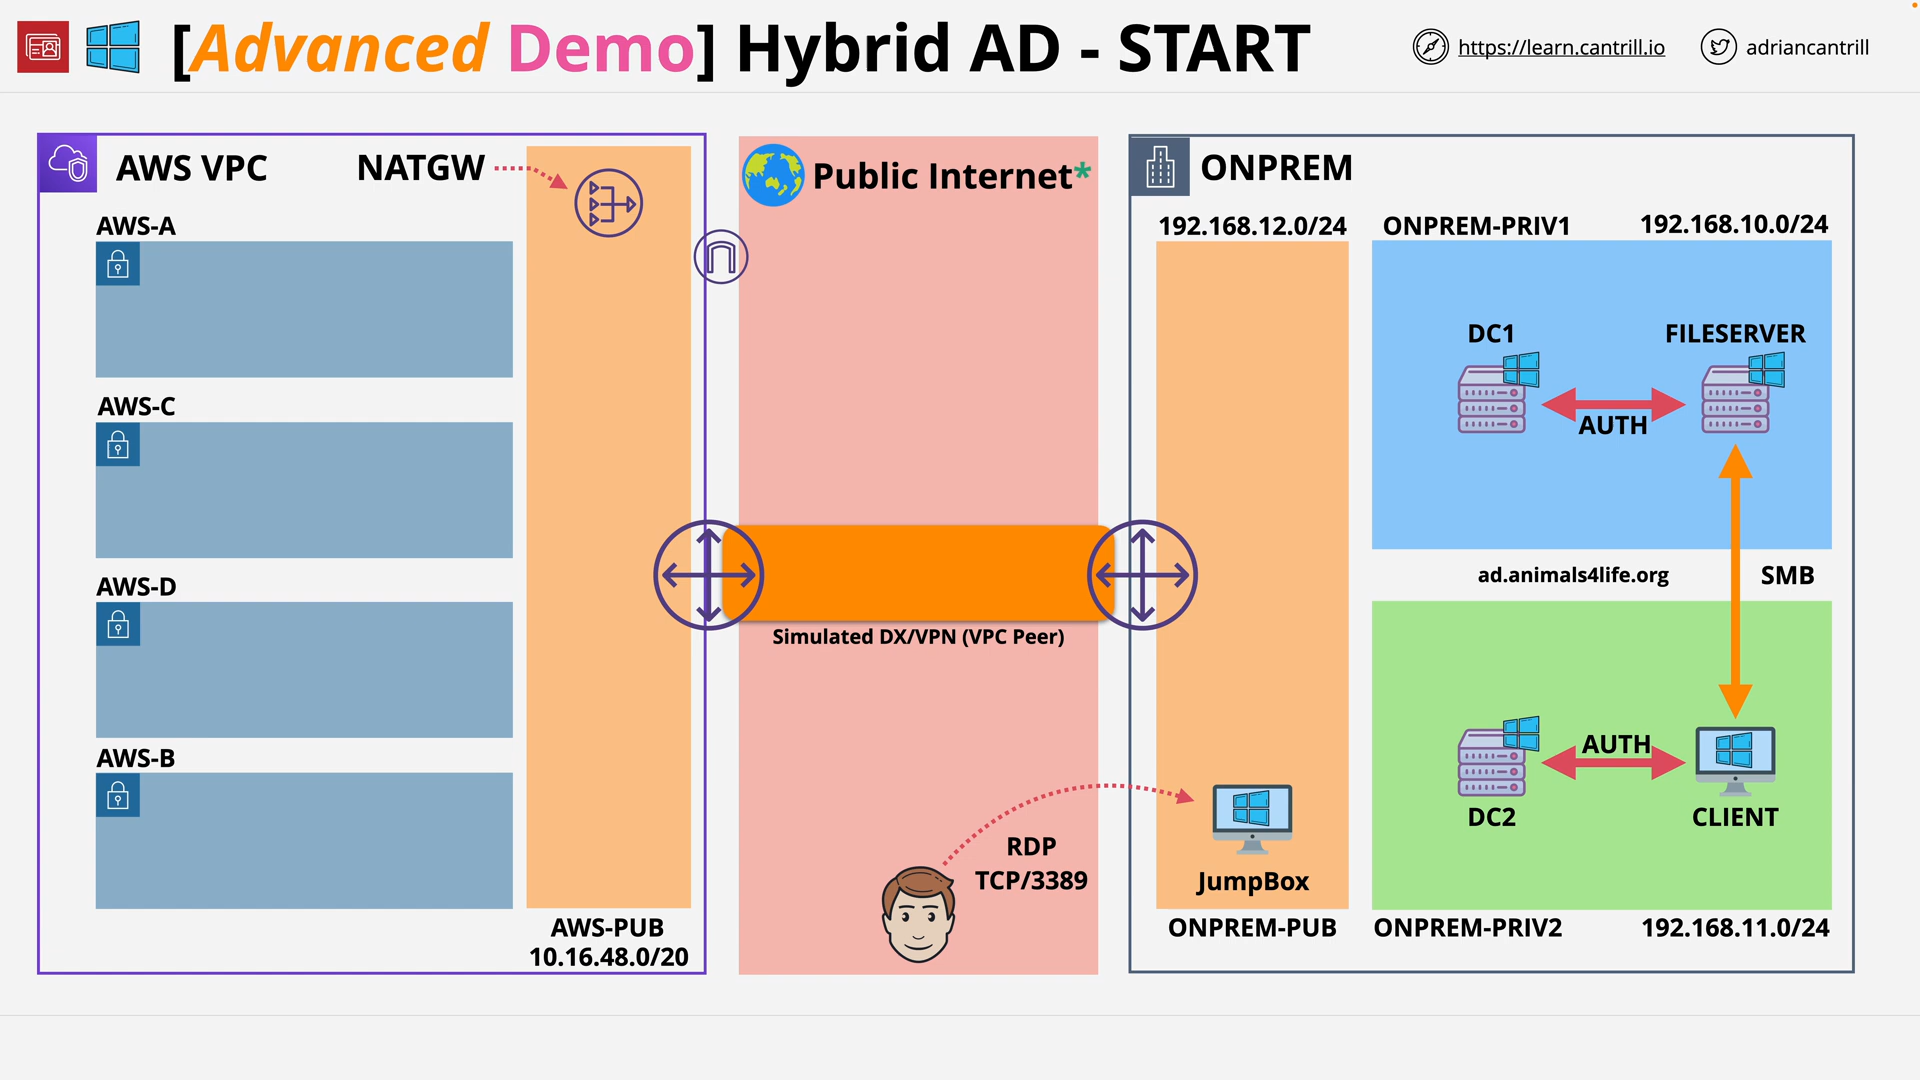 [Advanced Demo] Hybrid AD - START
https://learn.cantrill.io
adriancantrill
AWS VPC
NATGW
AWS-A
AWS-C
AWS-D
AWS-B
AWS-PUB
10.16.48.0/20
Public Internet*
Simulated DX/VPN (VPC Peer)
RDP
TCP/3389
ONPREM
192.168.12.0/24
JumpBox
ONPREM-PUB
ONPREM-PRIV1
192.168.10.0/24
DC1
FILESERVER
AUTH
ad.animals4life.org
SMB
AUTH
DC2
CLIENT
ONPREM-PRIV2
192.168.11.0/24